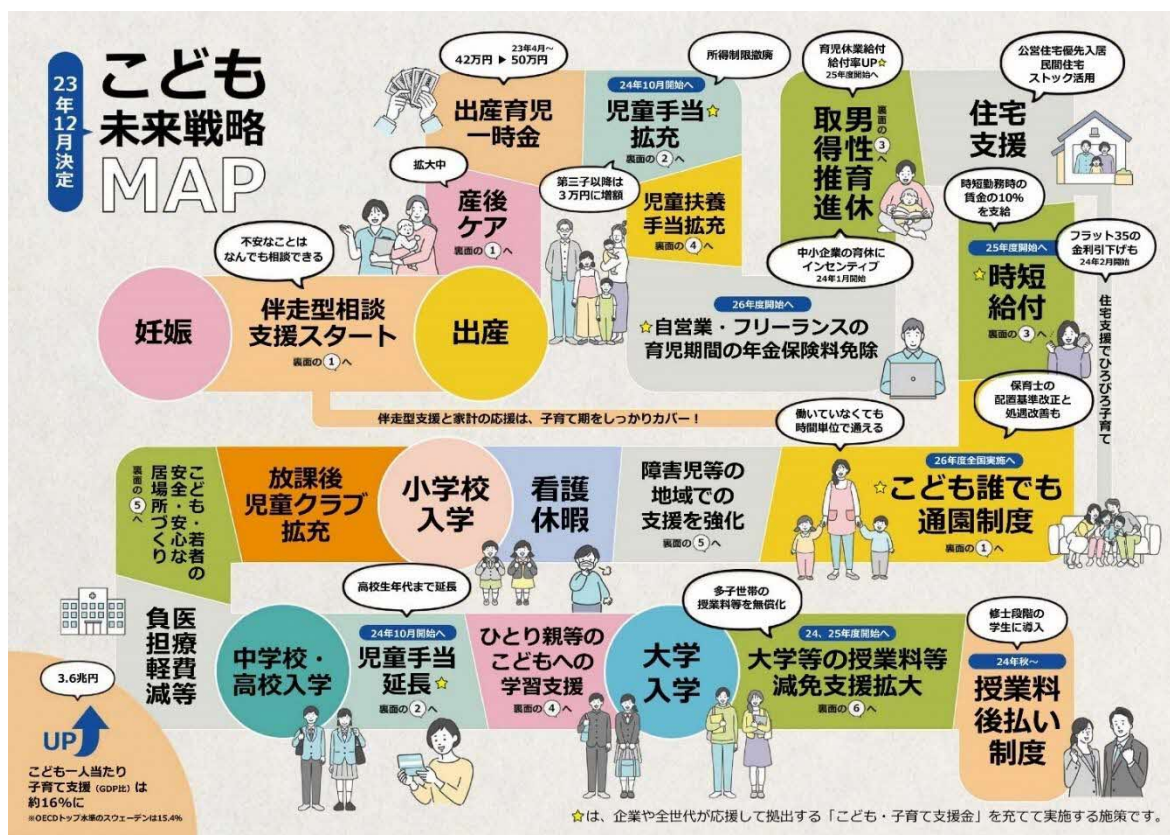 23年12月決定
こども
未来戦略
MAP
23年4月～
42万円 ▶ 50万円
出産育児
一時金
所得制限撤廃
24年10月開始へ
児童手当☆
拡充
裏面の②へ
第三子以降は
3万円に増額
児童扶養
手当拡充
裏面の④へ
育児休業給付
給付率UP☆
25年度開始へ
男性育休
取得推進
裏面の③へ
中小企業の育休に
インセンティブ
24年1月開始
公営住宅優先入居
民間住宅
ストック活用
住宅
支援
時短勤務時の
賃金の10%
を支給
25年度開始へ
☆時短
給付
裏面の③へ
フラット35の
金利引下げも
24年2月開始
住宅支援でひろびろ子育て
拡大中
産後
ケア
裏面の①へ
不安なことは
なんでも相談できる
妊娠
伴走型相談
支援スタート
裏面の①へ
出産
26年度開始へ
☆自営業・フリーランスの
育児期間の年金保険料免除
伴走型支援と家計の応援は、子育て期をしっかりカバー！
働いていなくても
時間単位で通える
保育士の
配置基準改正と
処遇改善も
26年度全国実施へ
☆こども誰でも
通園制度
裏面の①へ
障害児等の
地域での
支援を強化
裏面の⑤へ
看護
休暇
小学校
入学
放課後
児童クラブ
拡充
こども・若者の
安全・安心な
居場所づくり
裏面の⑤へ
医療費等
負担軽減
中学校・
高校入学
高校生年代まで延長
24年10月開始へ
児童手当
延長☆
裏面の②へ
ひとり親等の
こどもへの
学習支援
裏面の④へ
大学
入学
多子世帯の
授業料等を無償化
24、25年度開始へ
大学等の授業料等
減免支援拡大
裏面の⑥へ
修士段階の
学生に導入
24年秋～
授業料
後払い
制度
3.6兆円
UP
こども一人当たり
子育て支援（GDP比）は
約16%に
※OECDトップ水準のスウェーデンは15.4%
☆は、企業や全世代が応援して拠出する「こども・子育て支援金」を充てて実施する施策です。